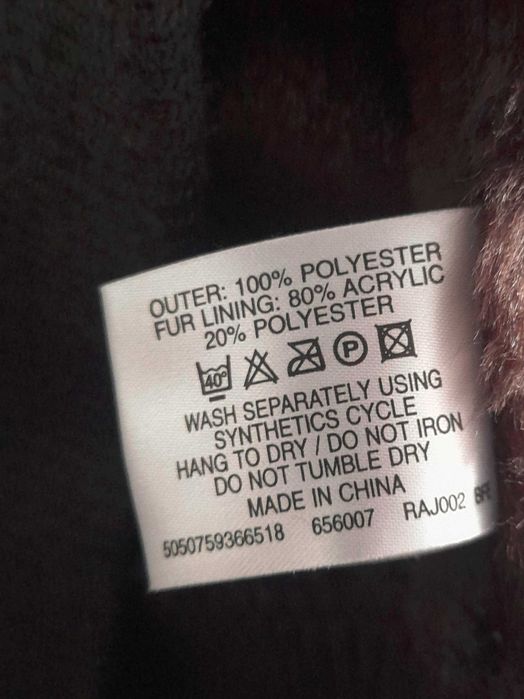 OUTER: 100% POLYESTER
FUR LINING: 80% ACRYLIC
20% POLYESTER
40° P
WASH SEPARATELY USING
SYNTHETICS CYCLE
HANG TO DRY / DO NOT IRON
DO NOT TUMBLE DRY
MADE IN CHINA
5050759366518 656007 RAJ002